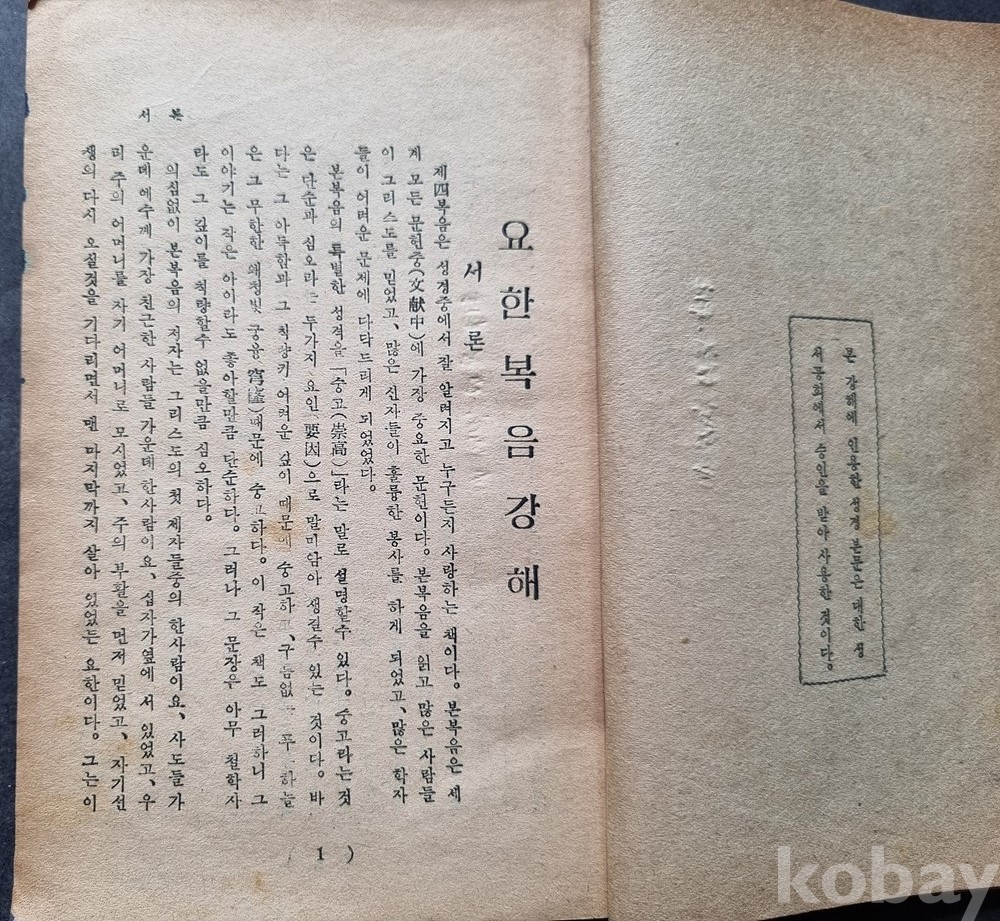 본 강해에 인용한 성경 본문은 대한 성
서공회에서 승인을 받아 사용한 것이다.
요한복음강해
서론
제四복음은 성경중에서 잘 알려지고 누구든지 사랑하는 책이다。본복음은 세
계 모든 문헌중(文献中)에 가장 중요한 문헌이다。본복음을 읽고 많은 사람들
이 그리스도를 믿었고、많은 신자들이 훌륭한 봉사를 하게 되었고、많은 학자
들이 어려운 문제에 다닥드리게 되었었다。
본복음의 특별한 성격을「숭고(崇高)」라는 말로 설명할수 있다。숭고라는것
은 단순과 심오라는 두가지 요인(要因)으로 말미암아 생길수 있는 것이다。바
다는 그 아득함과 그 측량키 어려운 깊이 때문에 숭고하고、구름없는 푸른하늘
은 그 무한한 궁융(穹窿)때문에 숭고하다。이 작은 책도 그러하니 그
이야기는 작은 아이라도 좋아할만큼 단순하다。그러나 그 문장은 아무 철학자
라도 그 깊이를 측량할수 없을만큼 심오하다。
의심없이 본복음의 저자는 그리스도의 첫 제자들중의 한사람이요、사도들가
운데 예수께 가장 친근한 사람들 가운데 한사람이요、십자가옆에 서 있었고、우
리 주의 어머니를 자기 어머니로 모시었고、주의 부활을 먼저 믿었고、자기선
생의 다시 오실것을 기다리면서 맨 마지막까지 살아 있었든 요한이다。그는이
서 론
( 1 )
kobay